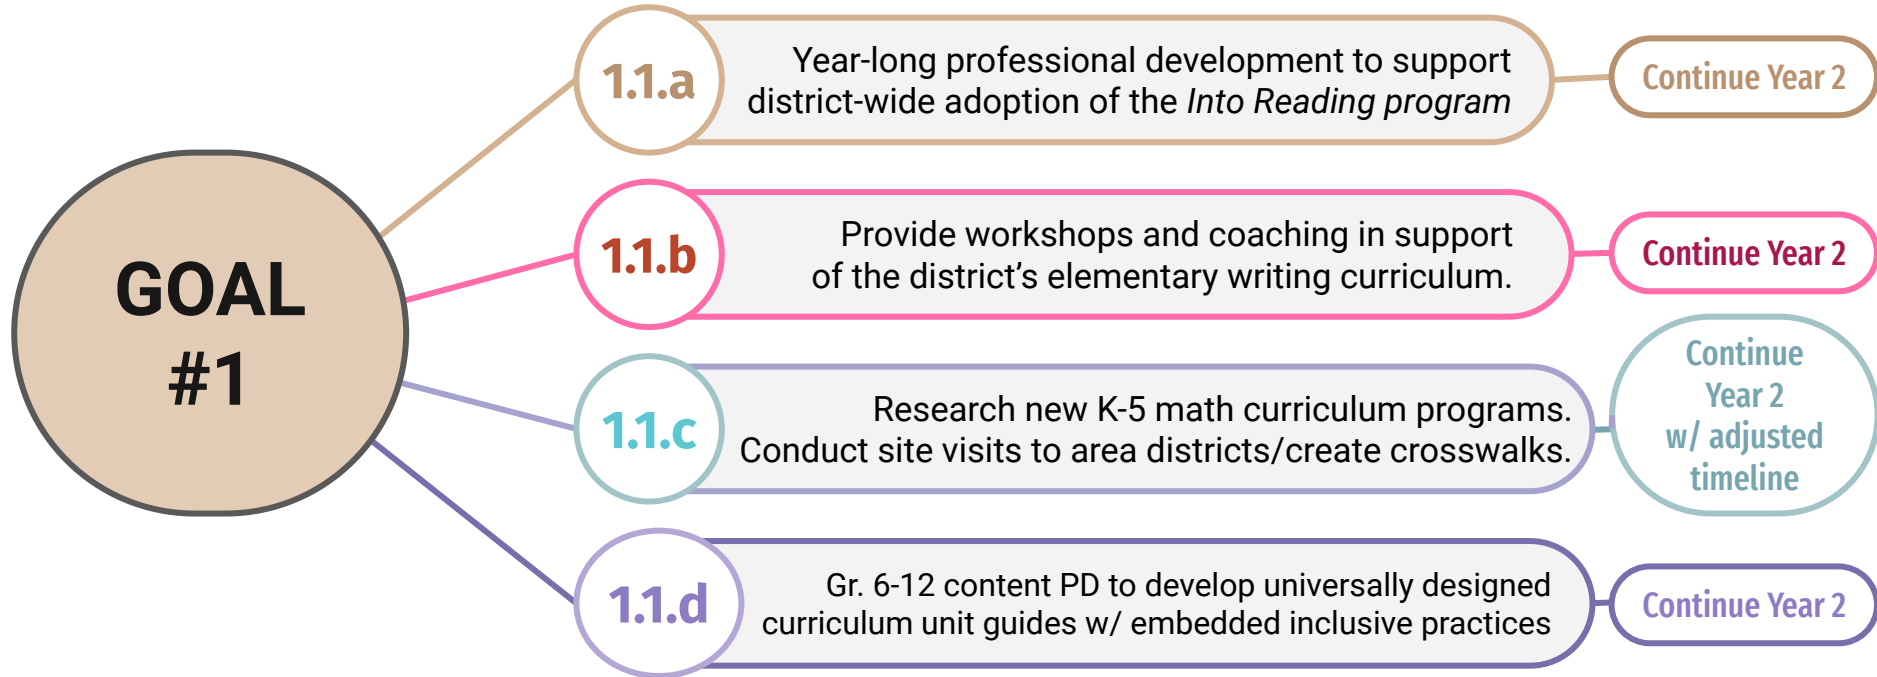 GOAL
#1
1.1.a
Year-long professional development to support
district-wide adoption of the Into Reading program
Continue Year 2
1.1.b
Provide workshops and coaching in support
of the district’s elementary writing curriculum.
Continue Year 2
1.1.c
Research new K-5 math curriculum programs.
Conduct site visits to area districts/create crosswalks.
Continue
Year 2
w/ adjusted
timeline
1.1.d
Gr. 6-12 content PD to develop universally designed
curriculum unit guides w/ embedded inclusive practices
Continue Year 2